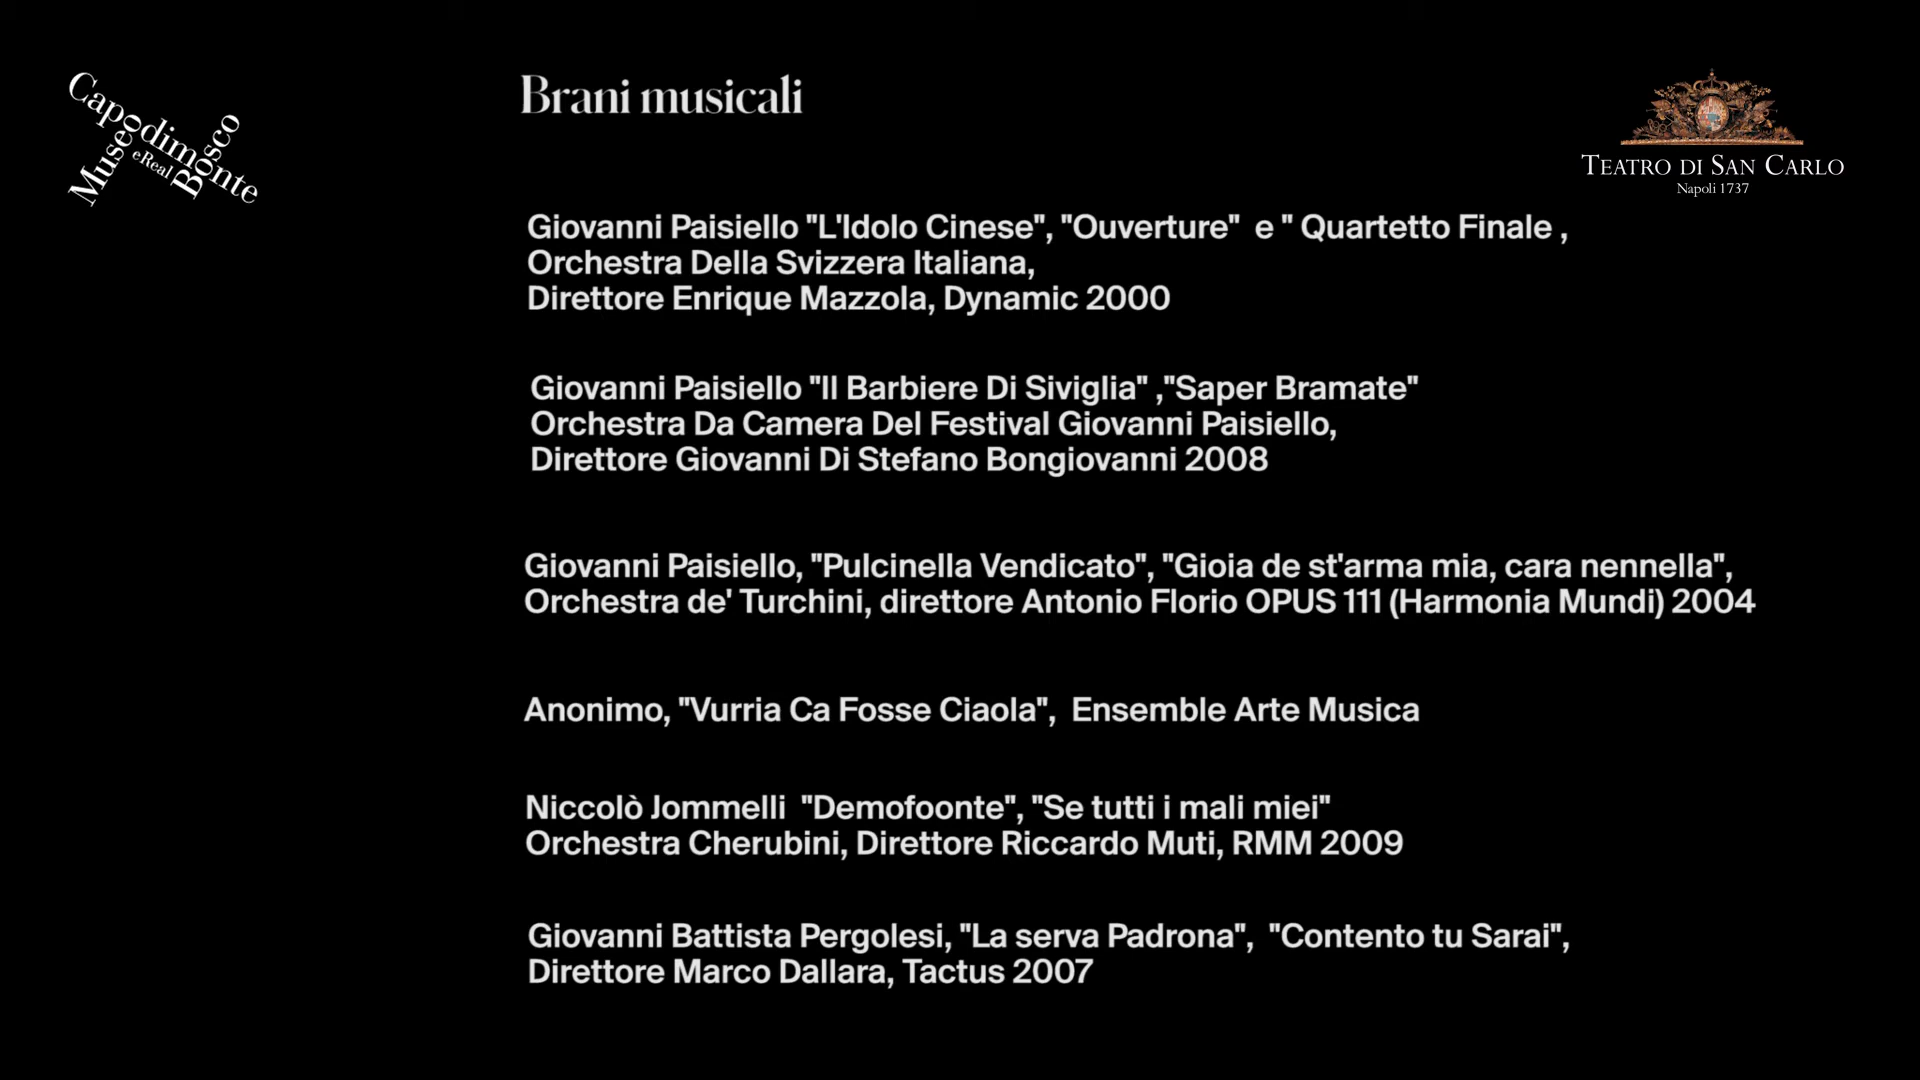 Capodimonte
Museo
e Real
Bosco
Brani musicali
TEATRO DI SAN CARLO
Napoli 1737
Giovanni Paisiello "L'Idolo Cinese", "Ouverture"  e " Quartetto Finale ,
Orchestra Della Svizzera Italiana,
Direttore Enrique Mazzola, Dynamic 2000
Giovanni Paisiello "Il Barbiere Di Siviglia" ,"Saper Bramate"
Orchestra Da Camera Del Festival Giovanni Paisiello,
Direttore Giovanni Di Stefano Bongiovanni 2008
Giovanni Paisiello, "Pulcinella Vendicato", "Gioia de st'arma mia, cara nennella",
Orchestra de' Turchini, direttore Antonio Florio OPUS 111 (Harmonia Mundi) 2004
Anonimo, "Vurria Ca Fosse Ciaola",  Ensemble Arte Musica
Niccolò Jommelli  "Demofoonte", "Se tutti i mali miei"
Orchestra Cherubini, Direttore Riccardo Muti, RMM 2009
Giovanni Battista Pergolesi, "La serva Padrona",  "Contento tu Sarai",
Direttore Marco Dallara, Tactus 2007